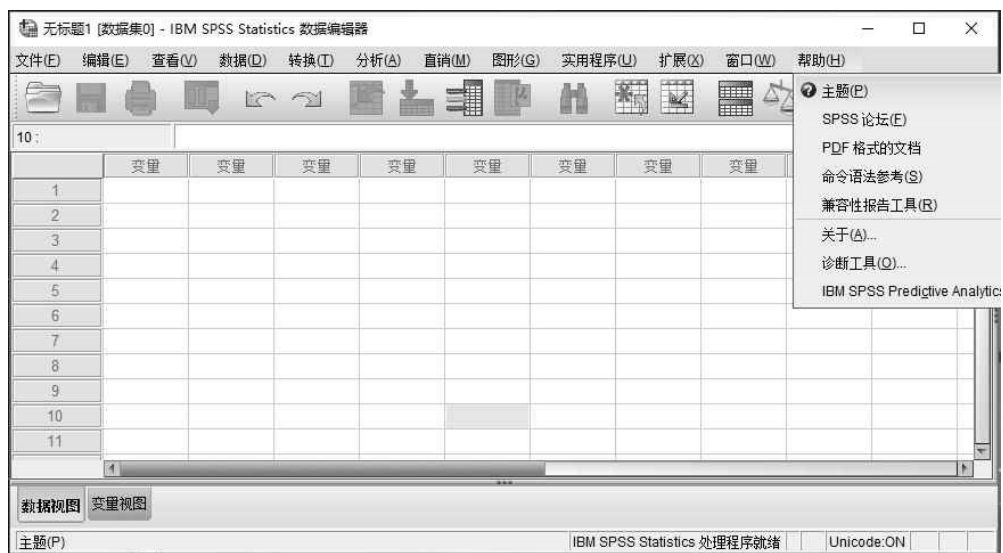 无标题1 [数据集0] - IBM SPSS Statistics 数据编辑器
文件(F) 编辑(E) 查看(V) 数据(D) 转换(T) 分析(A) 直销(M) 图形(G) 实用程序(U) 扩展(X) 窗口(W) 帮助(H)
主题(P)
SPSS 论坛(F)
PDF 格式的文档
命令语法参考(S)
兼容性报告工具(R)
关于(A)...
诊断工具(O)...
IBM SPSS Predictive Analytics
10 :
变量 变量 变量 变量 变量 变量 变量 变量
1
2
3
4
5
6
7
8
9
10
11
数据视图 变量视图
主题(P) IBM SPSS Statistics 处理程序就绪 Unicode:ON